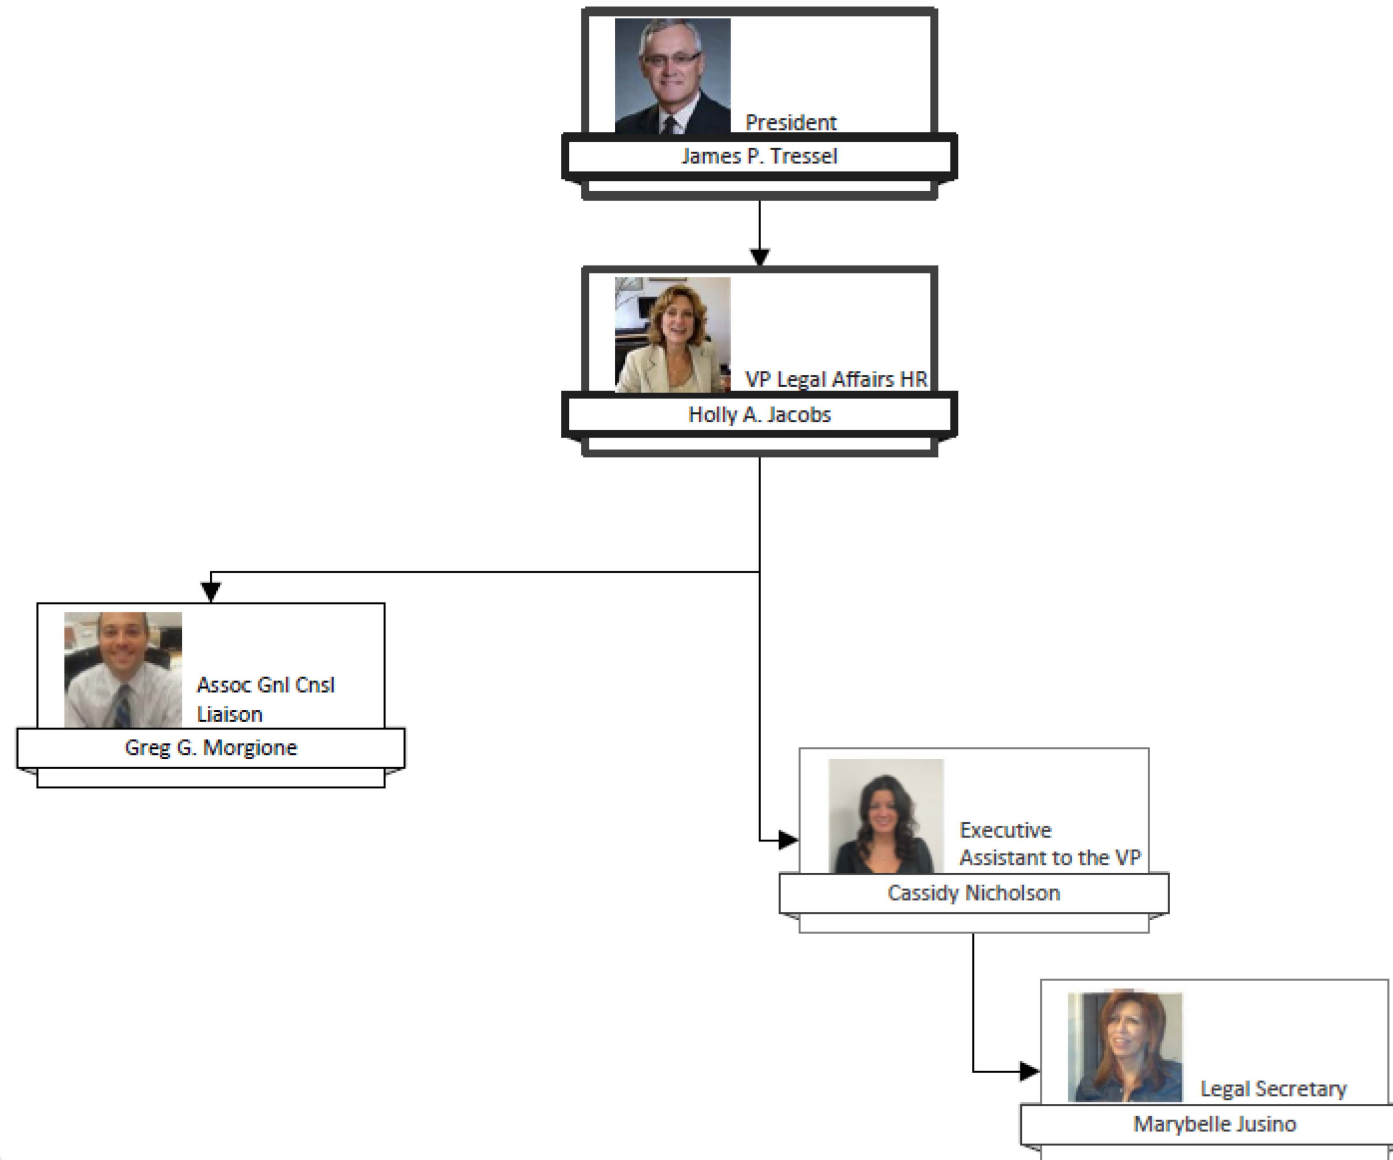 President
James P. Tressel
VP Legal Affairs HR
Holly A. Jacobs
Assoc Gnl Cnsl
Liaison
Greg G. Morgione
Executive
Assistant to the VP
Cassidy Nicholson
Legal Secretary
Marybelle Jusino